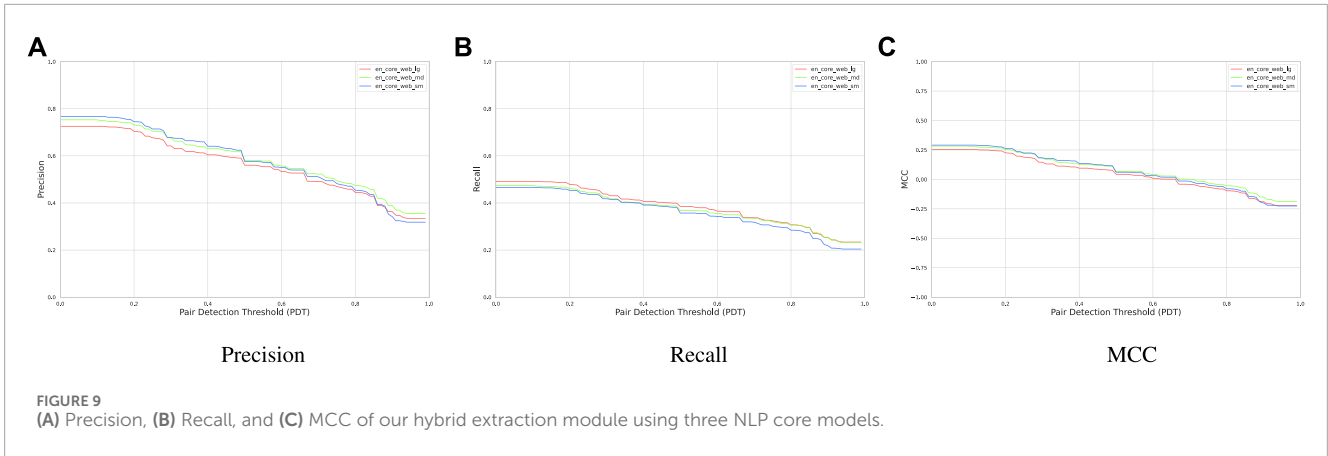 A
B
C
1.0
0.8
0.6
0.4
0.2
0.0
Precision
en_core_web_lg
en_core_web_md
en_core_web_sm
0.0 0.2 0.4 0.6 0.8 1.0
Pair Detection Threshold (PDT)
Precision
1.0
0.8
0.6
0.4
0.2
0.0
Recall
en_core_web_lg
en_core_web_md
en_core_web_sm
0.0 0.2 0.4 0.6 0.8 1.0
Pair Detection Threshold (PDT)
Recall
1.00
0.75
0.50
0.25
0.00
−0.25
−0.50
−0.75
−1.00
MCC
en_core_web_lg
en_core_web_md
en_core_web_sm
0.0 0.2 0.4 0.6 0.8 1.0
Pair Detection Threshold (PDT)
MCC
FIGURE 9
(A) Precision, (B) Recall, and (C) MCC of our hybrid extraction module using three NLP core models.